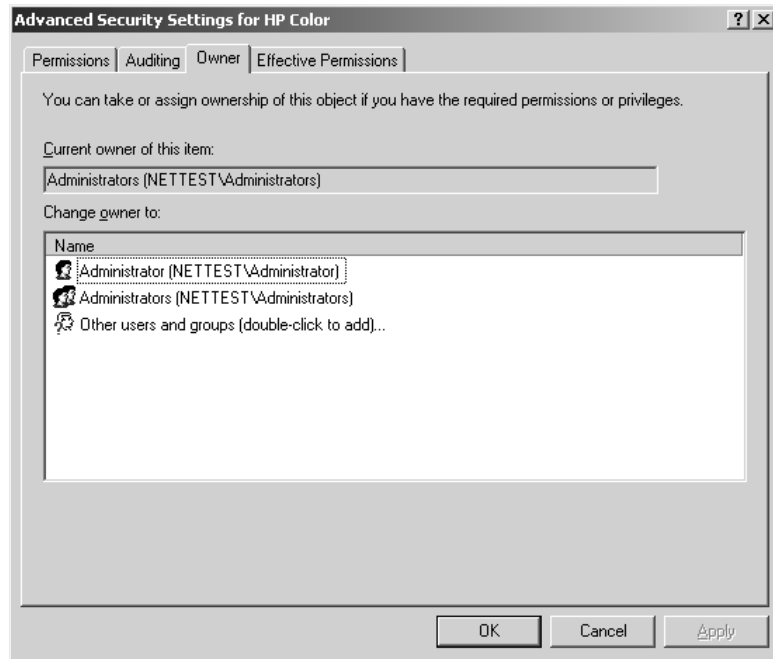 Advanced Security Settings for HP Color
Permissions Auditing Owner Effective Permissions
You can take or assign ownership of this object if you have the required permissions or privileges.
Current owner of this item:
Administrators (NETTEST\Administrators)
Change owner to:
Name
Administrator (NETTEST\Administrator)
Administrators (NETTEST\Administrators)
Other users and groups (double-click to add)...
OK Cancel Apply